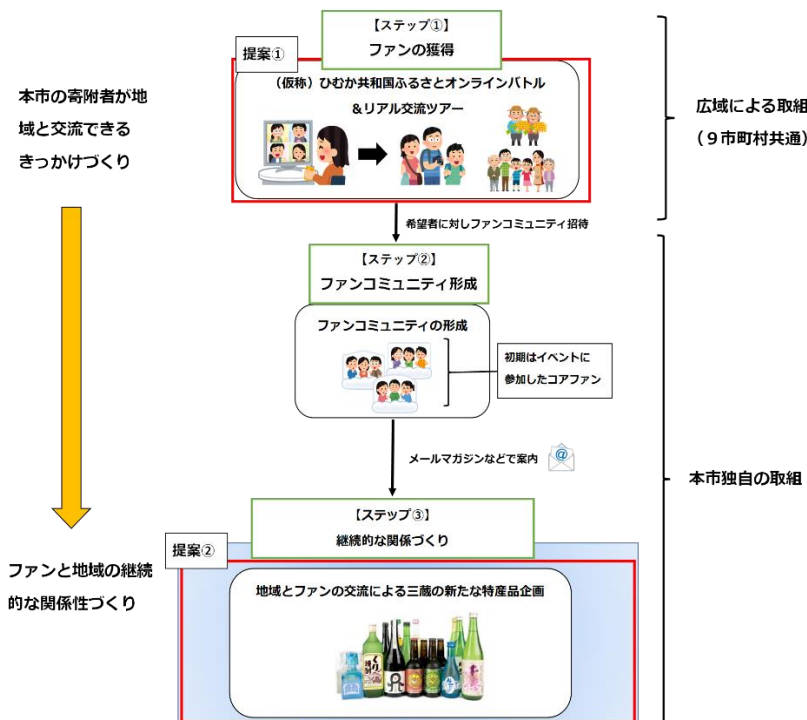 【ステップ①】
ファンの獲得
提案①
（仮称）ひむか共和国ふるさとオンラインバトル
＆リアル交流ツアー
本市の寄附者が地
域と交流できる
きっかけづくり
広域による取組
（９市町村共通）
希望者に対しファンコミュニティ招待
【ステップ②】
ファンコミュニティ形成
ファンコミュニティの形成
初期はイベントに
参加したコアファン
メールマガジンなどで案内
@
本市独自の取組
【ステップ③】
継続的な関係づくり
提案②
ファンと地域の継続
的な関係性づくり
地域とファンの交流による三蔵の新たな特産品企画